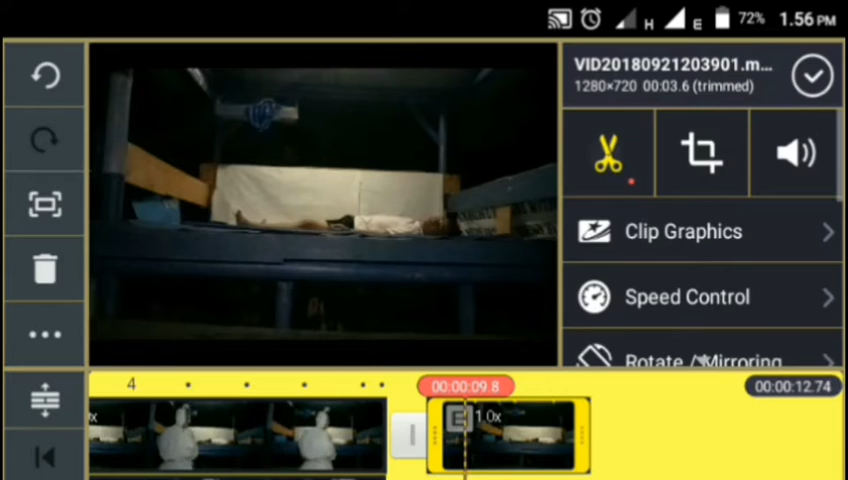 H E 72% 1.56 PM
VID20180921203901.m...
1280×720 00:03.6 (trimmed)
Clip Graphics
Speed Control
Rotate / Mirroring
4
00:00:09.8
00:00:12.74
x
E 1.0x